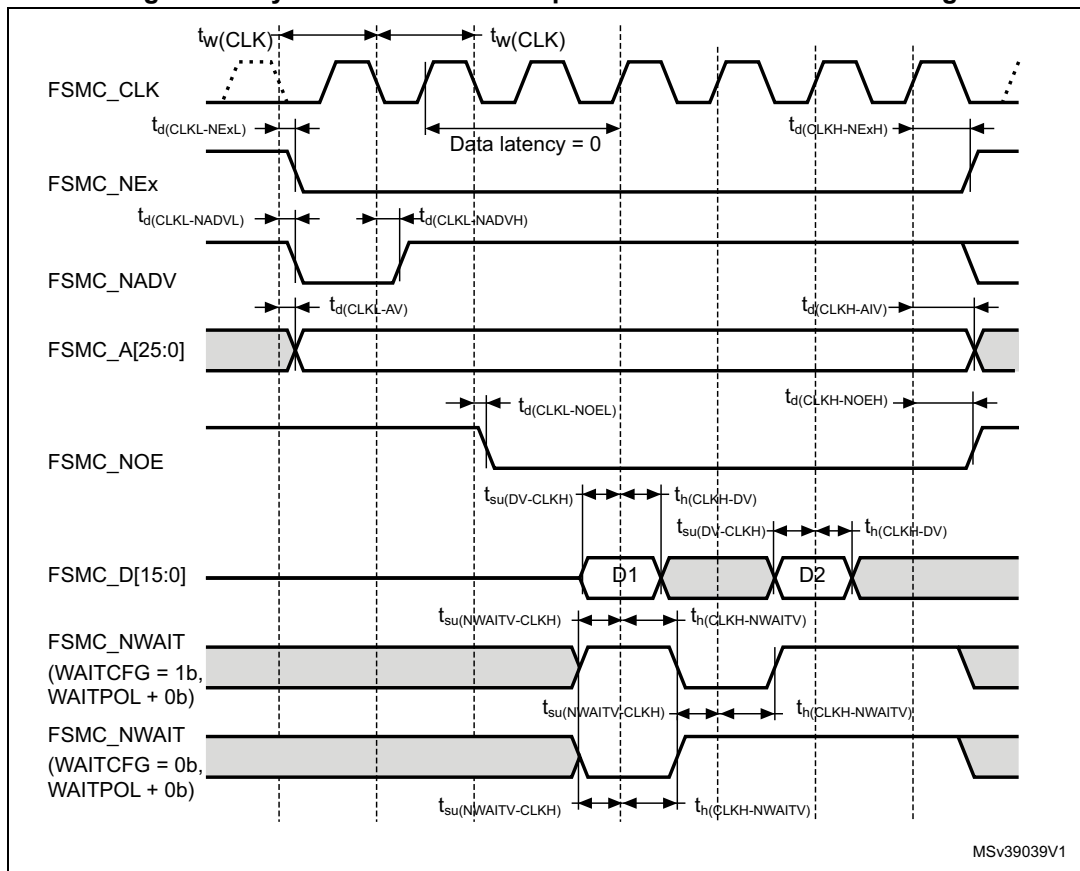 tw(CLK) tw(CLK)
FSMC_CLK
td(CLKL-NExL) Data latency = 0 td(CLKH-NExH)
FSMC_NEx
td(CLKL-NADVL) td(CLKL-NADVH)
FSMC_NADV
td(CLKL-AV) td(CLKH-AIV)
FSMC_A[25:0]
td(CLKL-NOEL) td(CLKH-NOEH)
FSMC_NOE
tsu(DV-CLKH) th(CLKH-DV)
tsu(DV-CLKH) th(CLKH-DV)
FSMC_D[15:0] D1 D2
tsu(NWAITV-CLKH) th(CLKH-NWAITV)
FSMC_NWAIT
(WAITCFG = 1b,
WAITPOL + 0b)
tsu(NWAITV-CLKH) th(CLKH-NWAITV)
FSMC_NWAIT
(WAITCFG = 0b,
WAITPOL + 0b)
tsu(NWAITV-CLKH) th(CLKH-NWAITV)
MSv39039V1